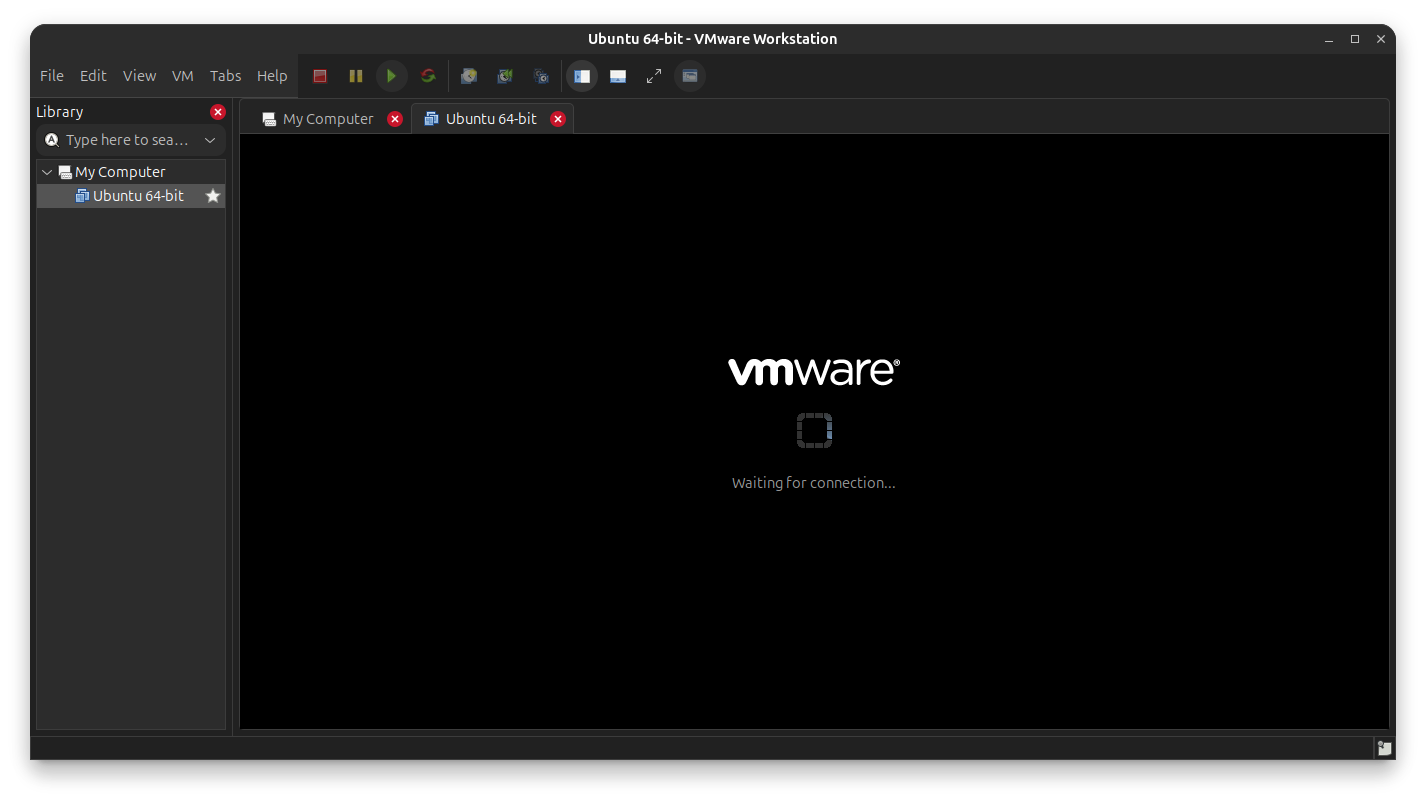 Ubuntu 64-bit - VMware Workstation
File Edit View VM Tabs Help
Library
My Computer
Ubuntu 64-bit
Type here to sea...
My Computer
Ubuntu 64-bit
vmware®
Waiting for connection...